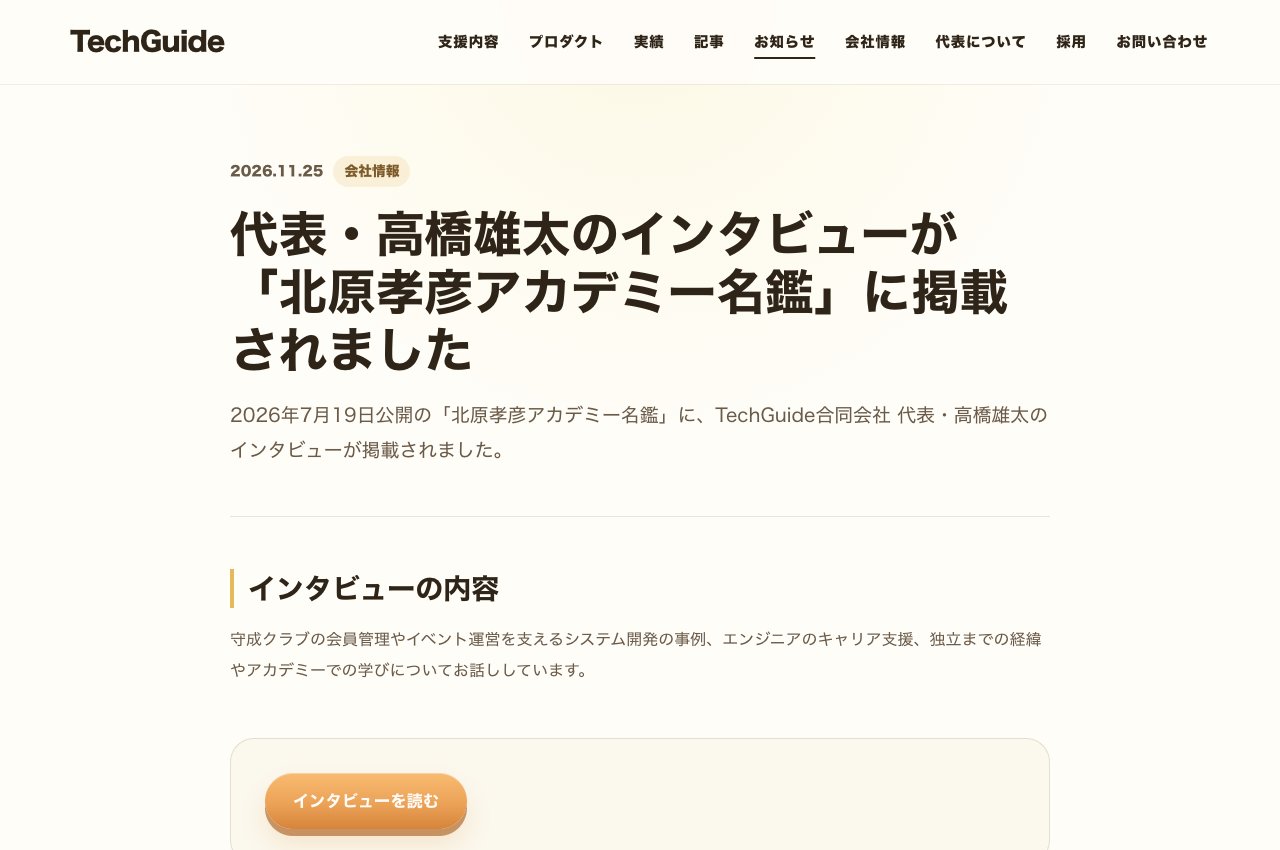 TechGuide
支援内容 プロダクト 実績 記事 お知らせ 会社情報 代表について 採用 お問い合わせ
2026.11.25 会社情報
代表・高橋雄太のインタビューが
「北原孝彦アカデミー名鑑」に掲載
されました
2026年7月19日公開の「北原孝彦アカデミー名鑑」に、TechGuide合同会社 代表・高橋雄太の
インタビューが掲載されました。
インタビューの内容
守成クラブの会員管理やイベント運営を支えるシステム開発の事例、エンジニアのキャリア支援、独立までの経緯
やアカデミーでの学びについてお話ししています。
インタビューを読む